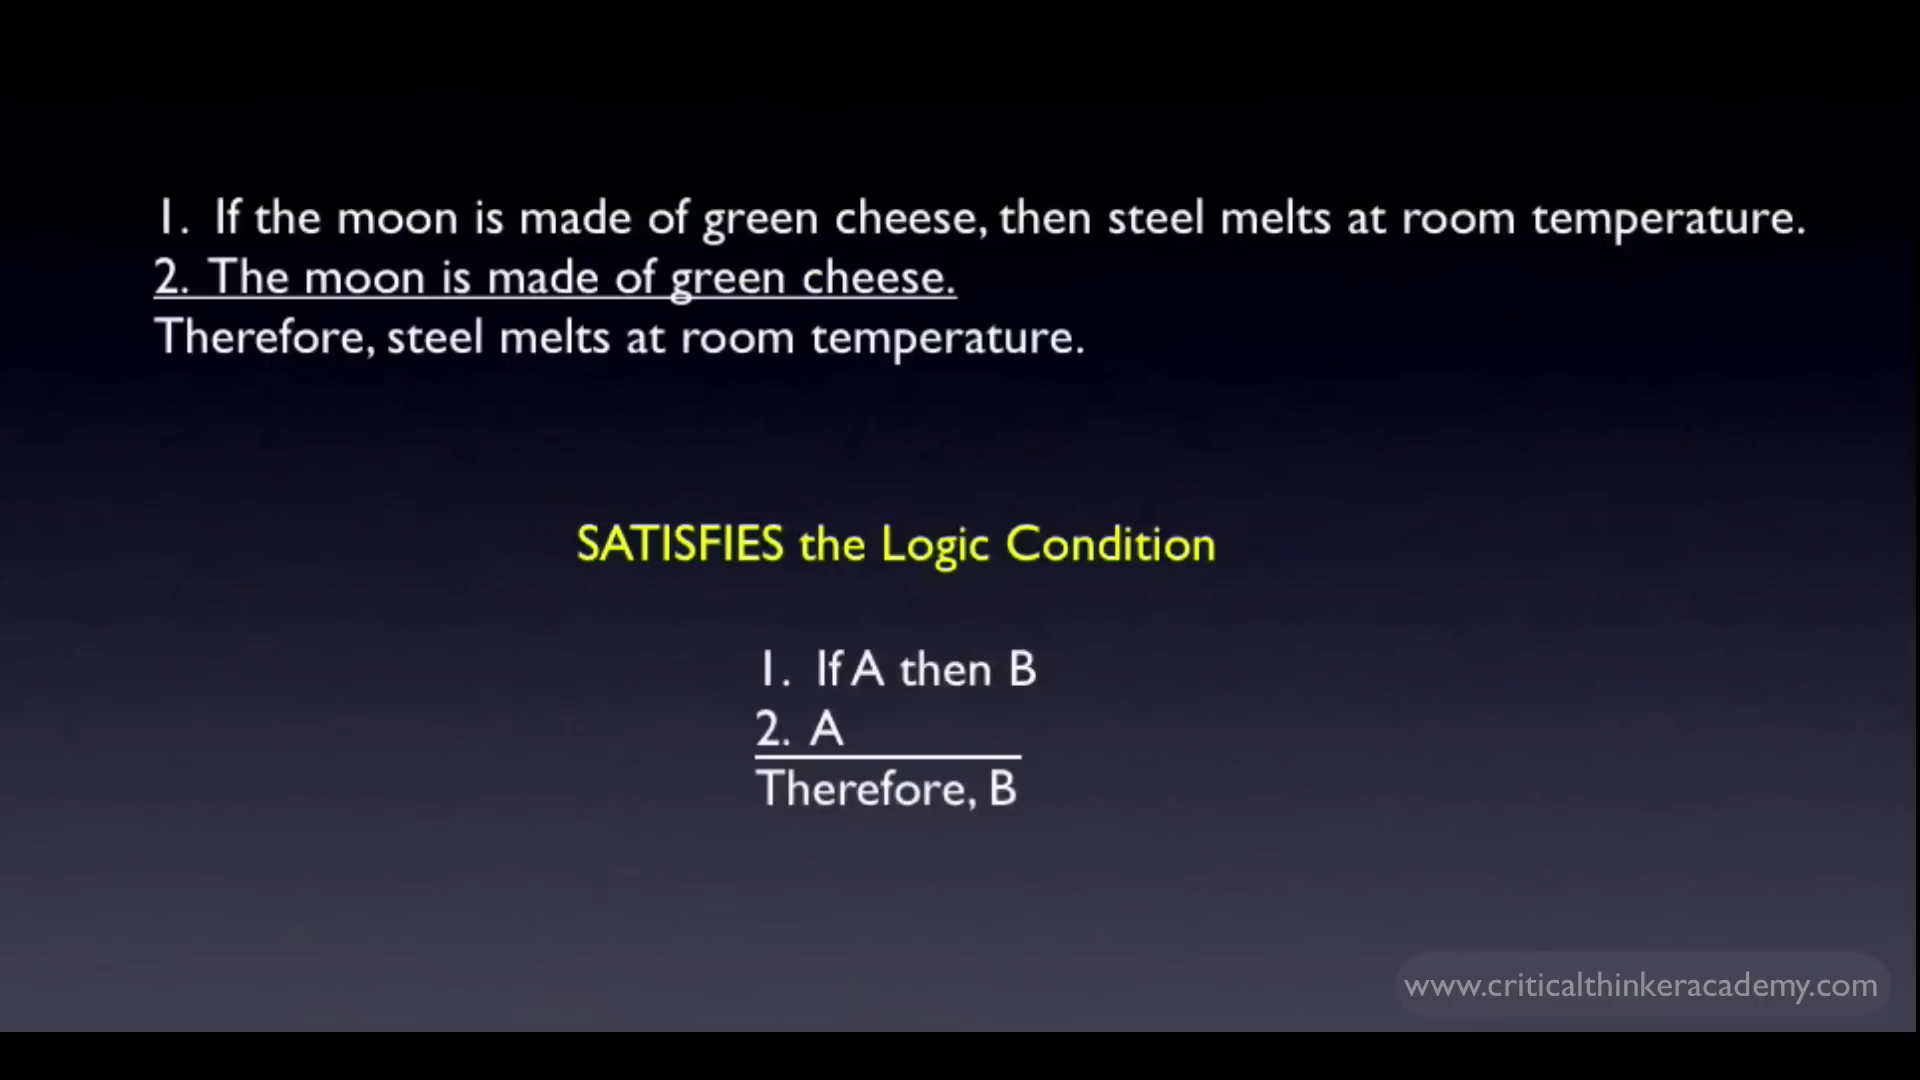 1. If the moon is made of green cheese, then steel melts at room temperature.
2. The moon is made of green cheese.
Therefore, steel melts at room temperature.
SATISFIES the Logic Condition
1. If A then B
2. A
Therefore, B
www.criticalthinkeracademy.com